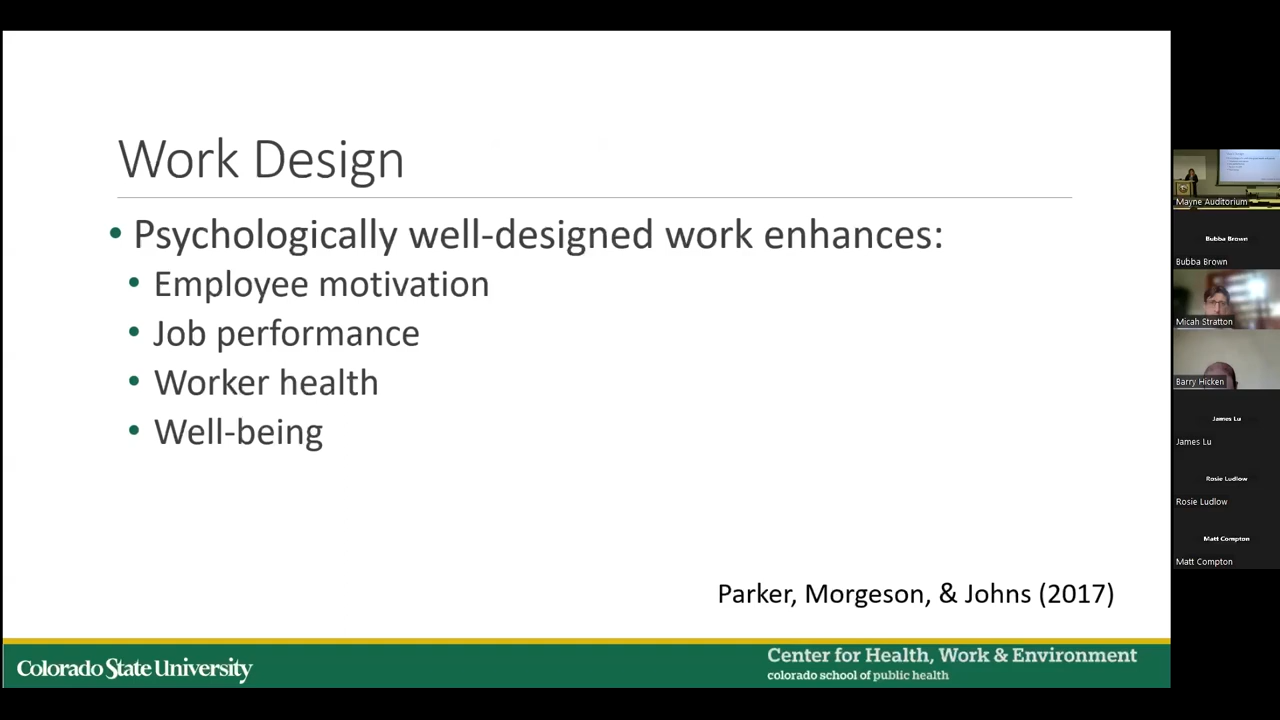 Work Design
• Psychologically well-designed work enhances:
• Employee motivation
• Job performance
• Worker health
• Well-being
Parker, Morgeson, & Johns (2017)
Colorado State University
Center for Health, Work & Environment
colorado school of public health
Mayne Auditorium
Bubba Brown
Bubba Brown
Micah Stratton
Barry Hicken
James Lu
James Lu
Rosie Ludlow
Rosie Ludlow
Matt Compton
Matt Compton